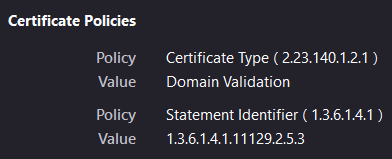 Certificate Policies
Policy Certificate Type ( 2.23.140.1.2.1 )
Value Domain Validation
Policy Statement Identifier ( 1.3.6.1.4.1 )
Value 1.3.6.1.4.1.11129.2.5.3